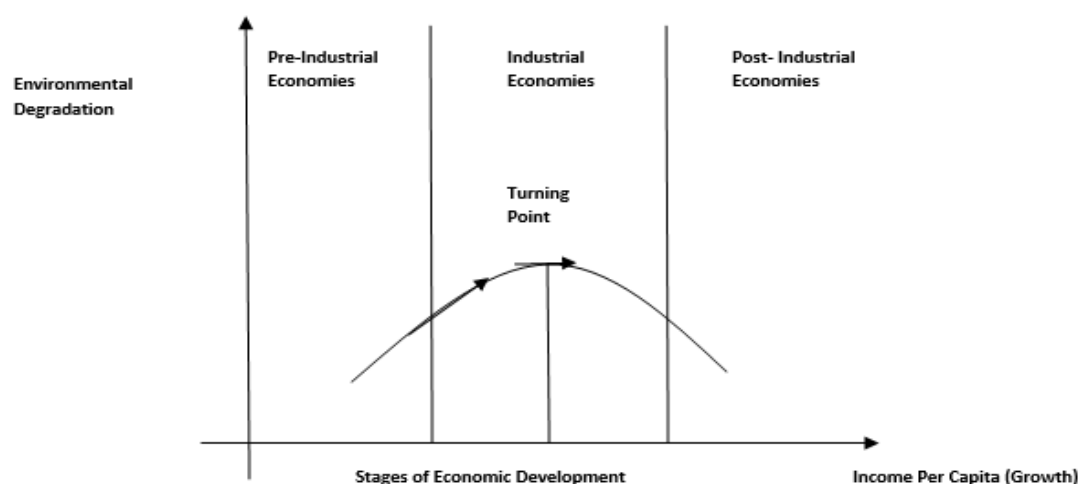 Pre-Industrial
Economies
Industrial
Economies
Post- Industrial
Economies
Environmental
Degradation
Turning
Point
Stages of Economic Development
Income Per Capita (Growth)